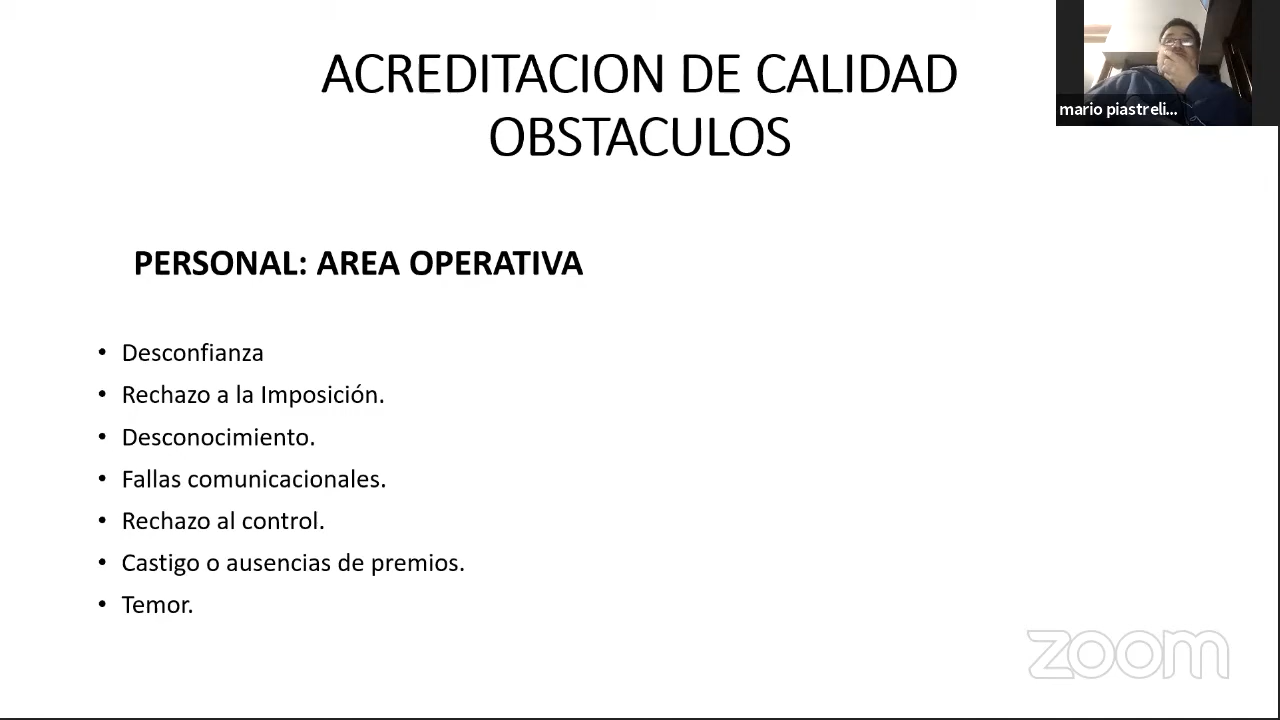 ACREDITACION DE CALIDAD
OBSTACULOS
mario piastreli...
PERSONAL: AREA OPERATIVA
• Desconfianza
• Rechazo a la Imposición.
• Desconocimiento.
• Fallas comunicacionales.
• Rechazo al control.
• Castigo o ausencias de premios.
• Temor.
zoom